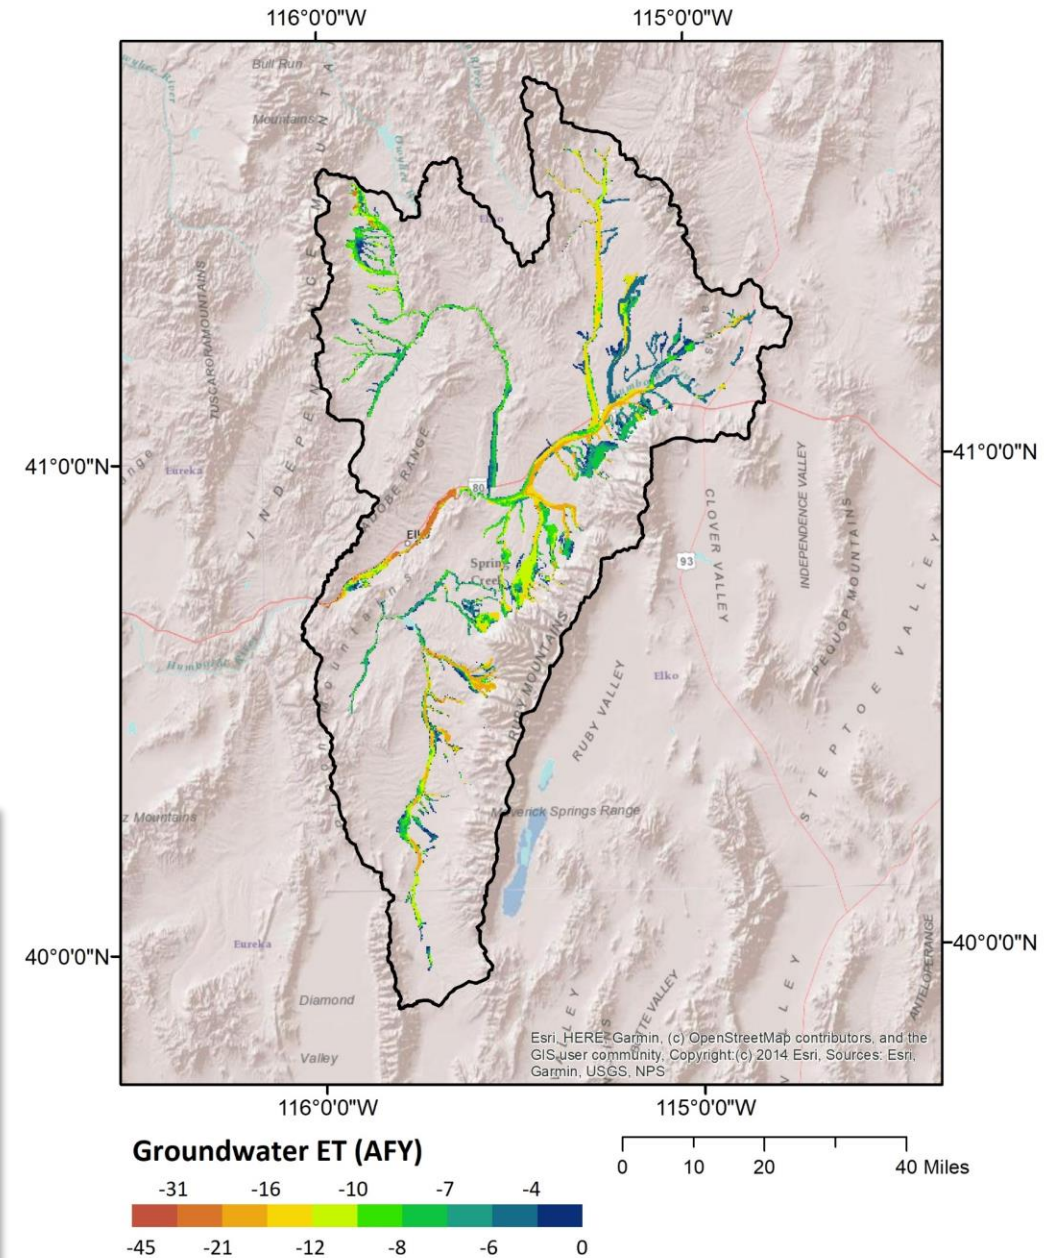 116°0'0"W 115°0'0"W
Bull Run
Mountains
Owyhee
Elko
TUSCARORA MOUNTAINS
Humboldt River
41°0'0"N 41°0'0"N
Eureka
ADOBE RANGE
80
INDEPENDENCE VALLEY
CLOVER VALLEY
PEQUOP MOUNTAINS
93
Spring
Creek
Humboldt River
RUBY MOUNTAINS
RUBY VALLEY
Elko
STEPTOE VALLEY
z Mountains
Maverick Springs Range
Eureka
40°0'0"N 40°0'0"N
ANTELOPE RANGE
Diamond
Valley
Esri, HERE, Garmin, (c) OpenStreetMap contributors, and the
GIS user community, Copyright:(c) 2014 Esri, Sources: Esri,
Garmin, USGS, NPS
116°0'0"W 115°0'0"W
Groundwater ET (AFY)
0 10 20 40 Miles
-31 -16 -10 -7 -4
-45 -21 -12 -8 -6 0